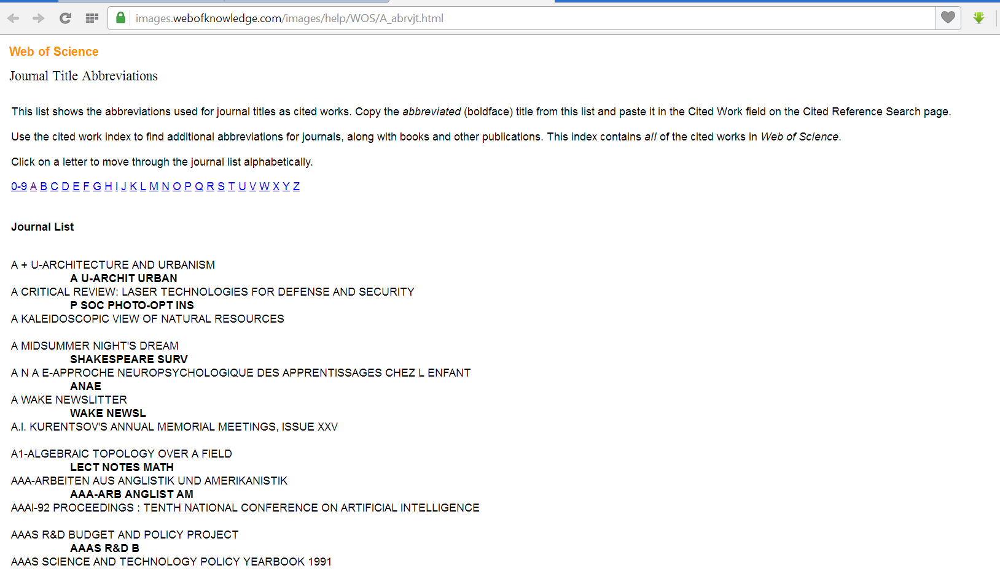 images.webofknowledge.com/images/help/WOS/A_abrvjt.html
Web of Science
Journal Title Abbreviations
This list shows the abbreviations used for journal titles as cited works. Copy the abbreviated (boldface) title from this list and paste it in the Cited Work field on the Cited Reference Search page.
Use the cited work index to find additional abbreviations for journals, along with books and other publications. This index contains all of the cited works in Web of Science.
Click on a letter to move through the journal list alphabetically.
0-9 A B C D E F G H I J K L M N O P Q R S T U V W X Y Z
Journal List
A + U-ARCHITECTURE AND URBANISM
A U-ARCHIT URBAN
A CRITICAL REVIEW: LASER TECHNOLOGIES FOR DEFENSE AND SECURITY
P SOC PHOTO-OPT INS
A KALEIDOSCOPIC VIEW OF NATURAL RESOURCES
A MIDSUMMER NIGHT'S DREAM
SHAKESPEARE SURV
A N A E-APPROCHE NEUROPSYCHOLOGIQUE DES APPRENTISSAGES CHEZ L ENFANT
ANAE
A WAKE NEWSLITTER
WAKE NEWSL
A.I. KURENTSOV'S ANNUAL MEMORIAL MEETINGS, ISSUE XXV
A1-ALGEBRAIC TOPOLOGY OVER A FIELD
LECT NOTES MATH
AAA-ARBEITEN AUS ANGLISTIK UND AMERIKANISTIK
AAA-ARB ANGLIST AM
AAAI-92 PROCEEDINGS : TENTH NATIONAL CONFERENCE ON ARTIFICIAL INTELLIGENCE
AAAS R&D BUDGET AND POLICY PROJECT
AAAS R&D B
AAAS SCIENCE AND TECHNOLOGY POLICY YEARBOOK 1991